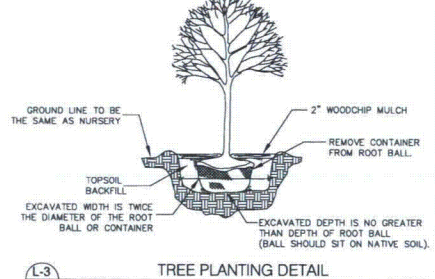 GROUND LINE TO BE
THE SAME AS NURSERY
2" WOODCHIP MULCH
REMOVE CONTAINER
FROM ROOT BALL.
TOPSOIL
BACKFILL
EXCAVATED WIDTH IS TWICE
THE DIAMETER OF THE ROOT
BALL OR CONTAINER
EXCAVATED DEPTH IS NO GREATER
THAN DEPTH OF ROOT BALL
(BALL SHOULD SIT ON NATIVE SOIL).
L-3
TREE PLANTING DETAIL